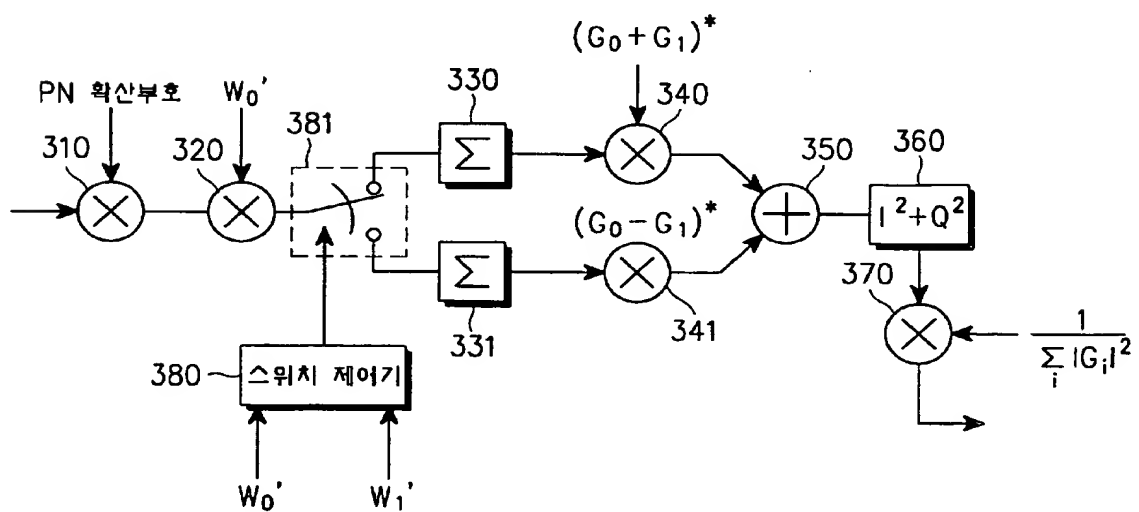 (G₀+G₁)*
PN 확산부호
W₀'
330
340
310
320
381
Σ
350
360
(G₀-G₁)*
I²+Q²
Σ
370
331
341
1
Σ |Gᵢ|²
i
380
스위치 제어기
W₀'
W₁'